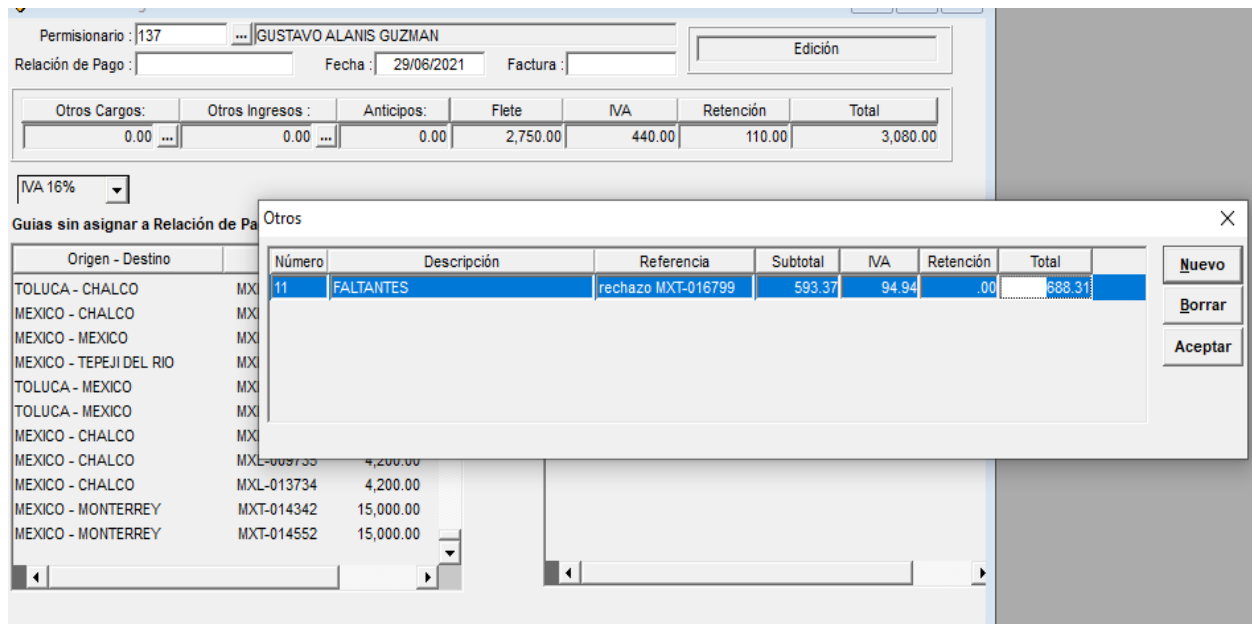 Permisionario : 137 ... GUSTAVO ALANIS GUZMAN
Edición
Relación de Pago : Fecha : 29/06/2021 Factura :
Otros Cargos: Otros Ingresos : Anticipos: Flete IVA Retención Total
0.00 ... 0.00 ... 0.00 2,750.00 440.00 110.00 3,080.00
IVA 16%
Guias sin asignar a Relación de Pa
Otros
Origen - Destino
Número Descripción Referencia Subtotal IVA Retención Total
Nuevo
11 FALTANTES rechazo MXT-016799 593.37 94.94 .00 688.31
Borrar
Aceptar
TOLUCA - CHALCO
MEXICO - CHALCO
MEXICO - MEXICO
MEXICO - TEPEJI DEL RIO
TOLUCA - MEXICO
TOLUCA - MEXICO
MEXICO - CHALCO
MEXICO - CHALCO MXL-009735 4,200.00
MEXICO - CHALCO MXL-013734 4,200.00
MEXICO - MONTERREY MXT-014342 15,000.00
MEXICO - MONTERREY MXT-014552 15,000.00